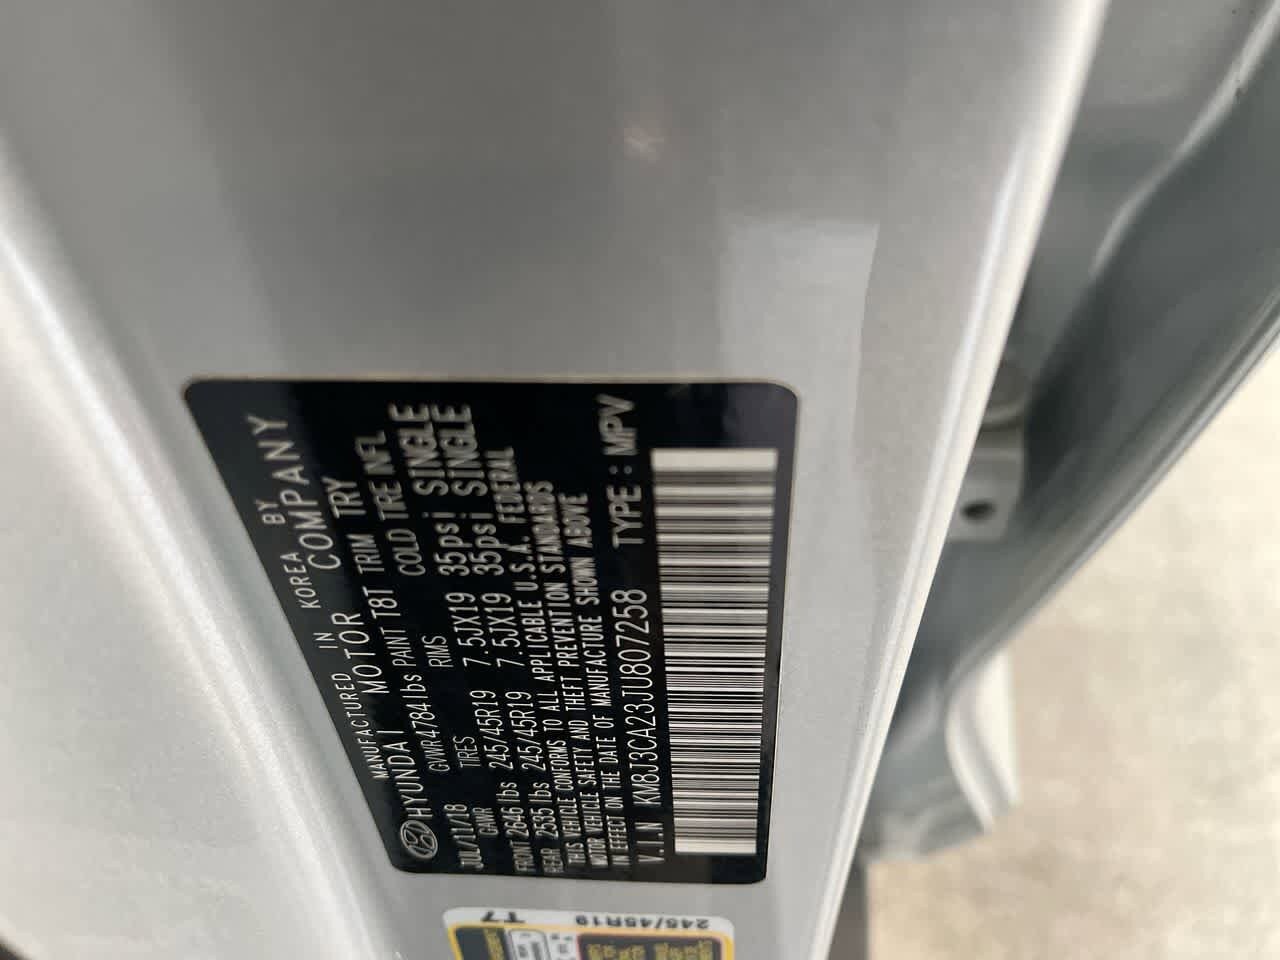 MANUFACTURED IN KOREA BY
HYUNDAI MOTOR COMPANY
JUL/11/18 GVWR 4784 lbs PAINT T8T TRIM TRY
GAWR TIRES RIMS COLD TIRE INFL
FRONT 2646 lbs 245/45R19 7.5JX19 35psi SINGLE
REAR 2535 lbs 245/45R19 7.5JX19 35psi SINGLE
THIS VEHICLE CONFORMS TO ALL APPLICABLE U.S.A. FEDERAL
MOTOR VEHICLE SAFETY AND THEFT PREVENTION STANDARDS
IN EFFECT ON THE DATE OF MANUFACTURE SHOWN ABOVE
V.I.N KM8J3CA23JU807258 TYPE : MPV
T7
245/45R19